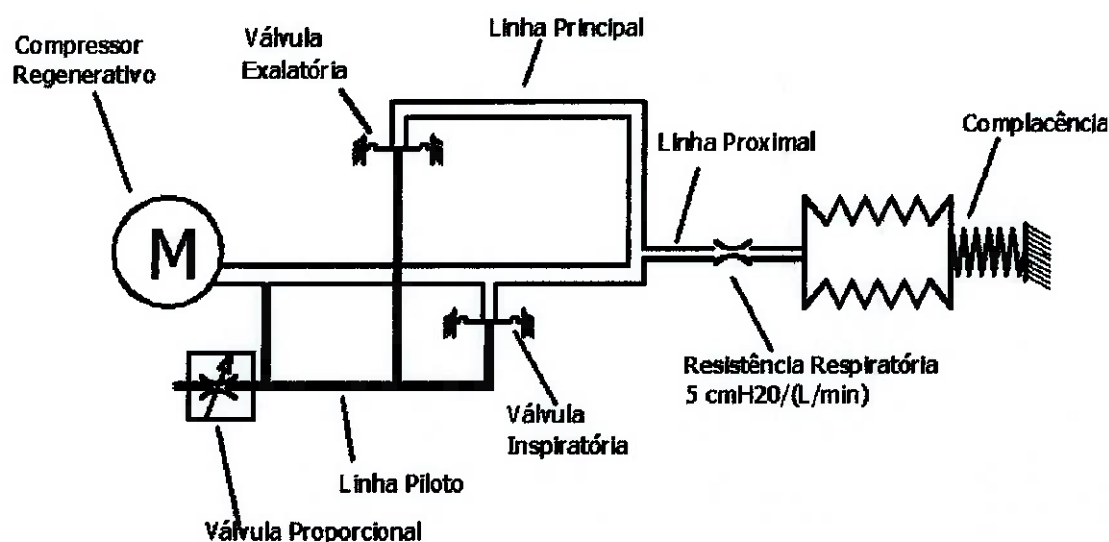 Compressor
Regenerativo
Válvula
Exalatória
Linha Principal
Linha Proximal
Complacência
M
Resistência Respiratória
5 cmH20/(L/min)
Válvula
Inspiratória
Linha Piloto
Válvula Proporcional